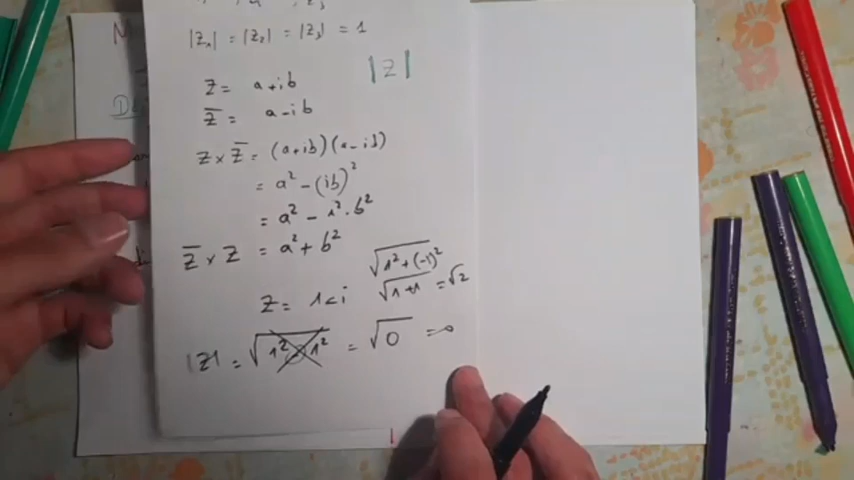 |z₁| = |z₂| = |z₃| = 1
|z|
z = a+ib
z̄ = a-ib
z × z̄ = (a+ib)(a-ib)
= a² - (ib)²
= a² - i².b²
z̄ × z = a² + b²
√1²+(-1)²
z = 1-i √1+1 = √2
|z| = √1²-1² = √0 = 0